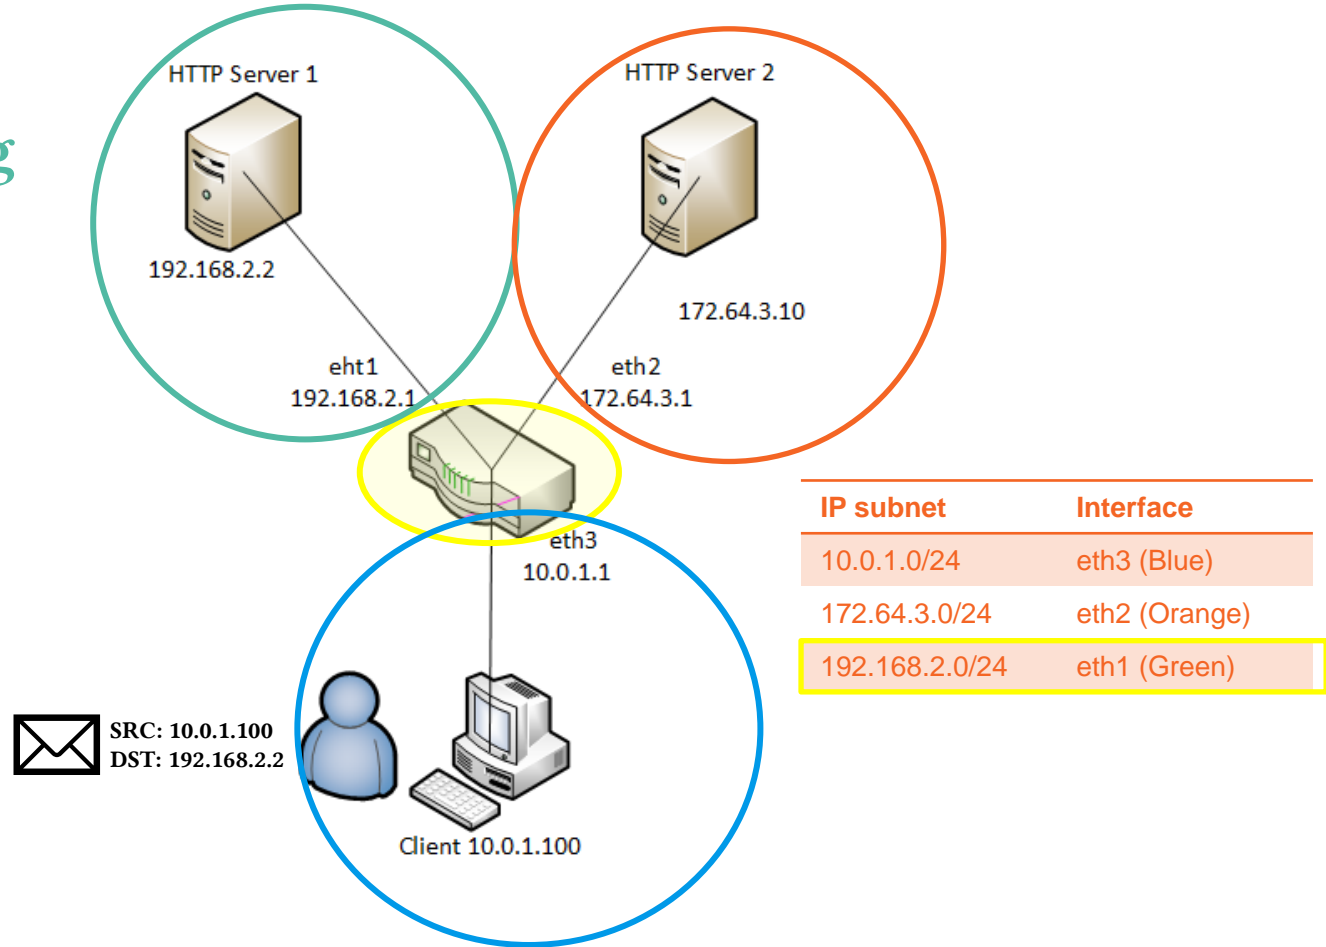 g
HTTP Server 1
HTTP Server 2
192.168.2.2
172.64.3.10
eht1
192.168.2.1
eth2
172.64.3.1
eth3
10.0.1.1
IP subnet Interface
10.0.1.0/24 eth3 (Blue)
172.64.3.0/24 eth2 (Orange)
192.168.2.0/24 eth1 (Green)
SRC: 10.0.1.100
DST: 192.168.2.2
Client 10.0.1.100